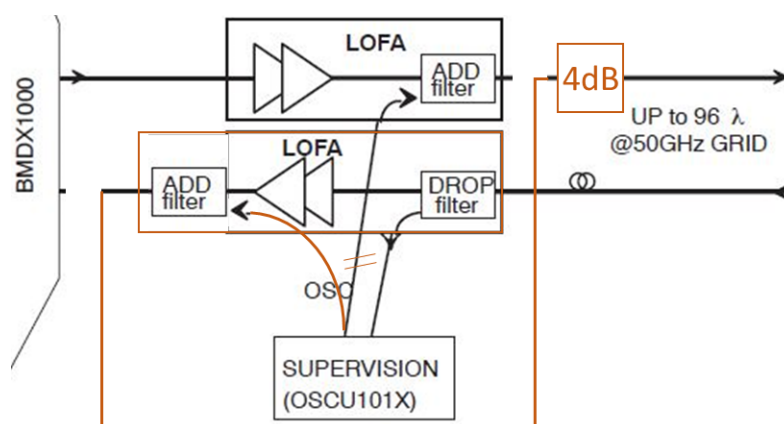 LOFA
ADD
filter
4dB
UP to 96 λ
@50GHz GRID
BMDX1000
LOFA
ADD
filter
DROP
filter
OSC
SUPERVISION
(OSCU101X)